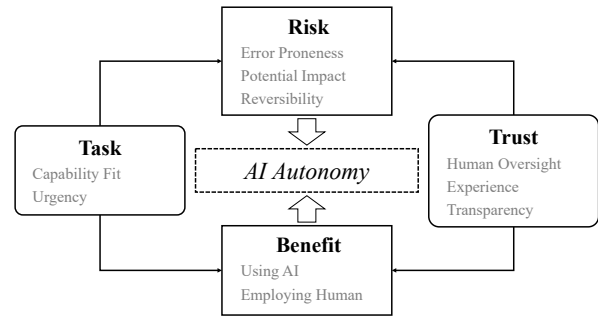 Risk
Error Proneness
Potential Impact
Reversibility
Task
Capability Fit
Urgency
AI Autonomy
Trust
Human Oversight
Experience
Transparency
Benefit
Using AI
Employing Human